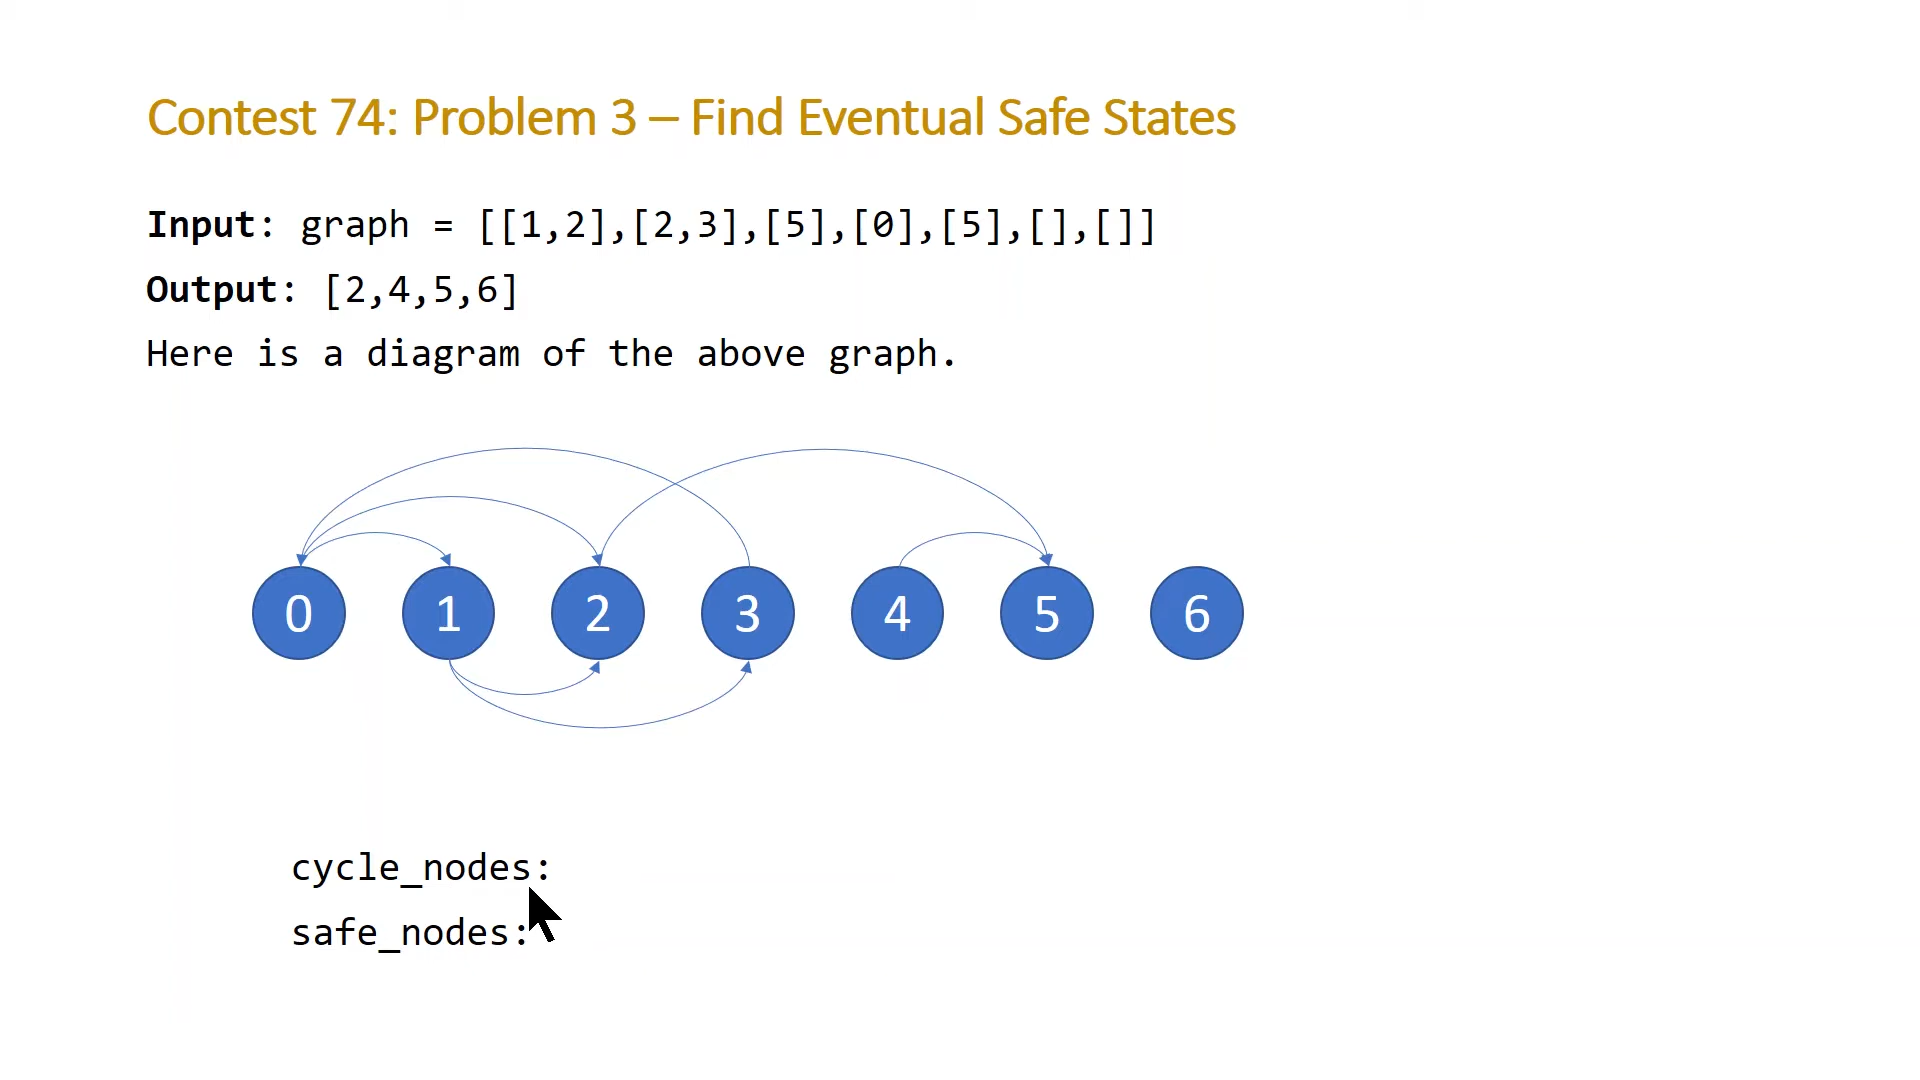 Contest 74: Problem 3 – Find Eventual Safe States
Input: graph = [[1,2],[2,3],[5],[0],[5],[],[]]
Output: [2,4,5,6]
Here is a diagram of the above graph.
0 1 2 3 4 5 6
cycle_nodes:
safe_nodes: